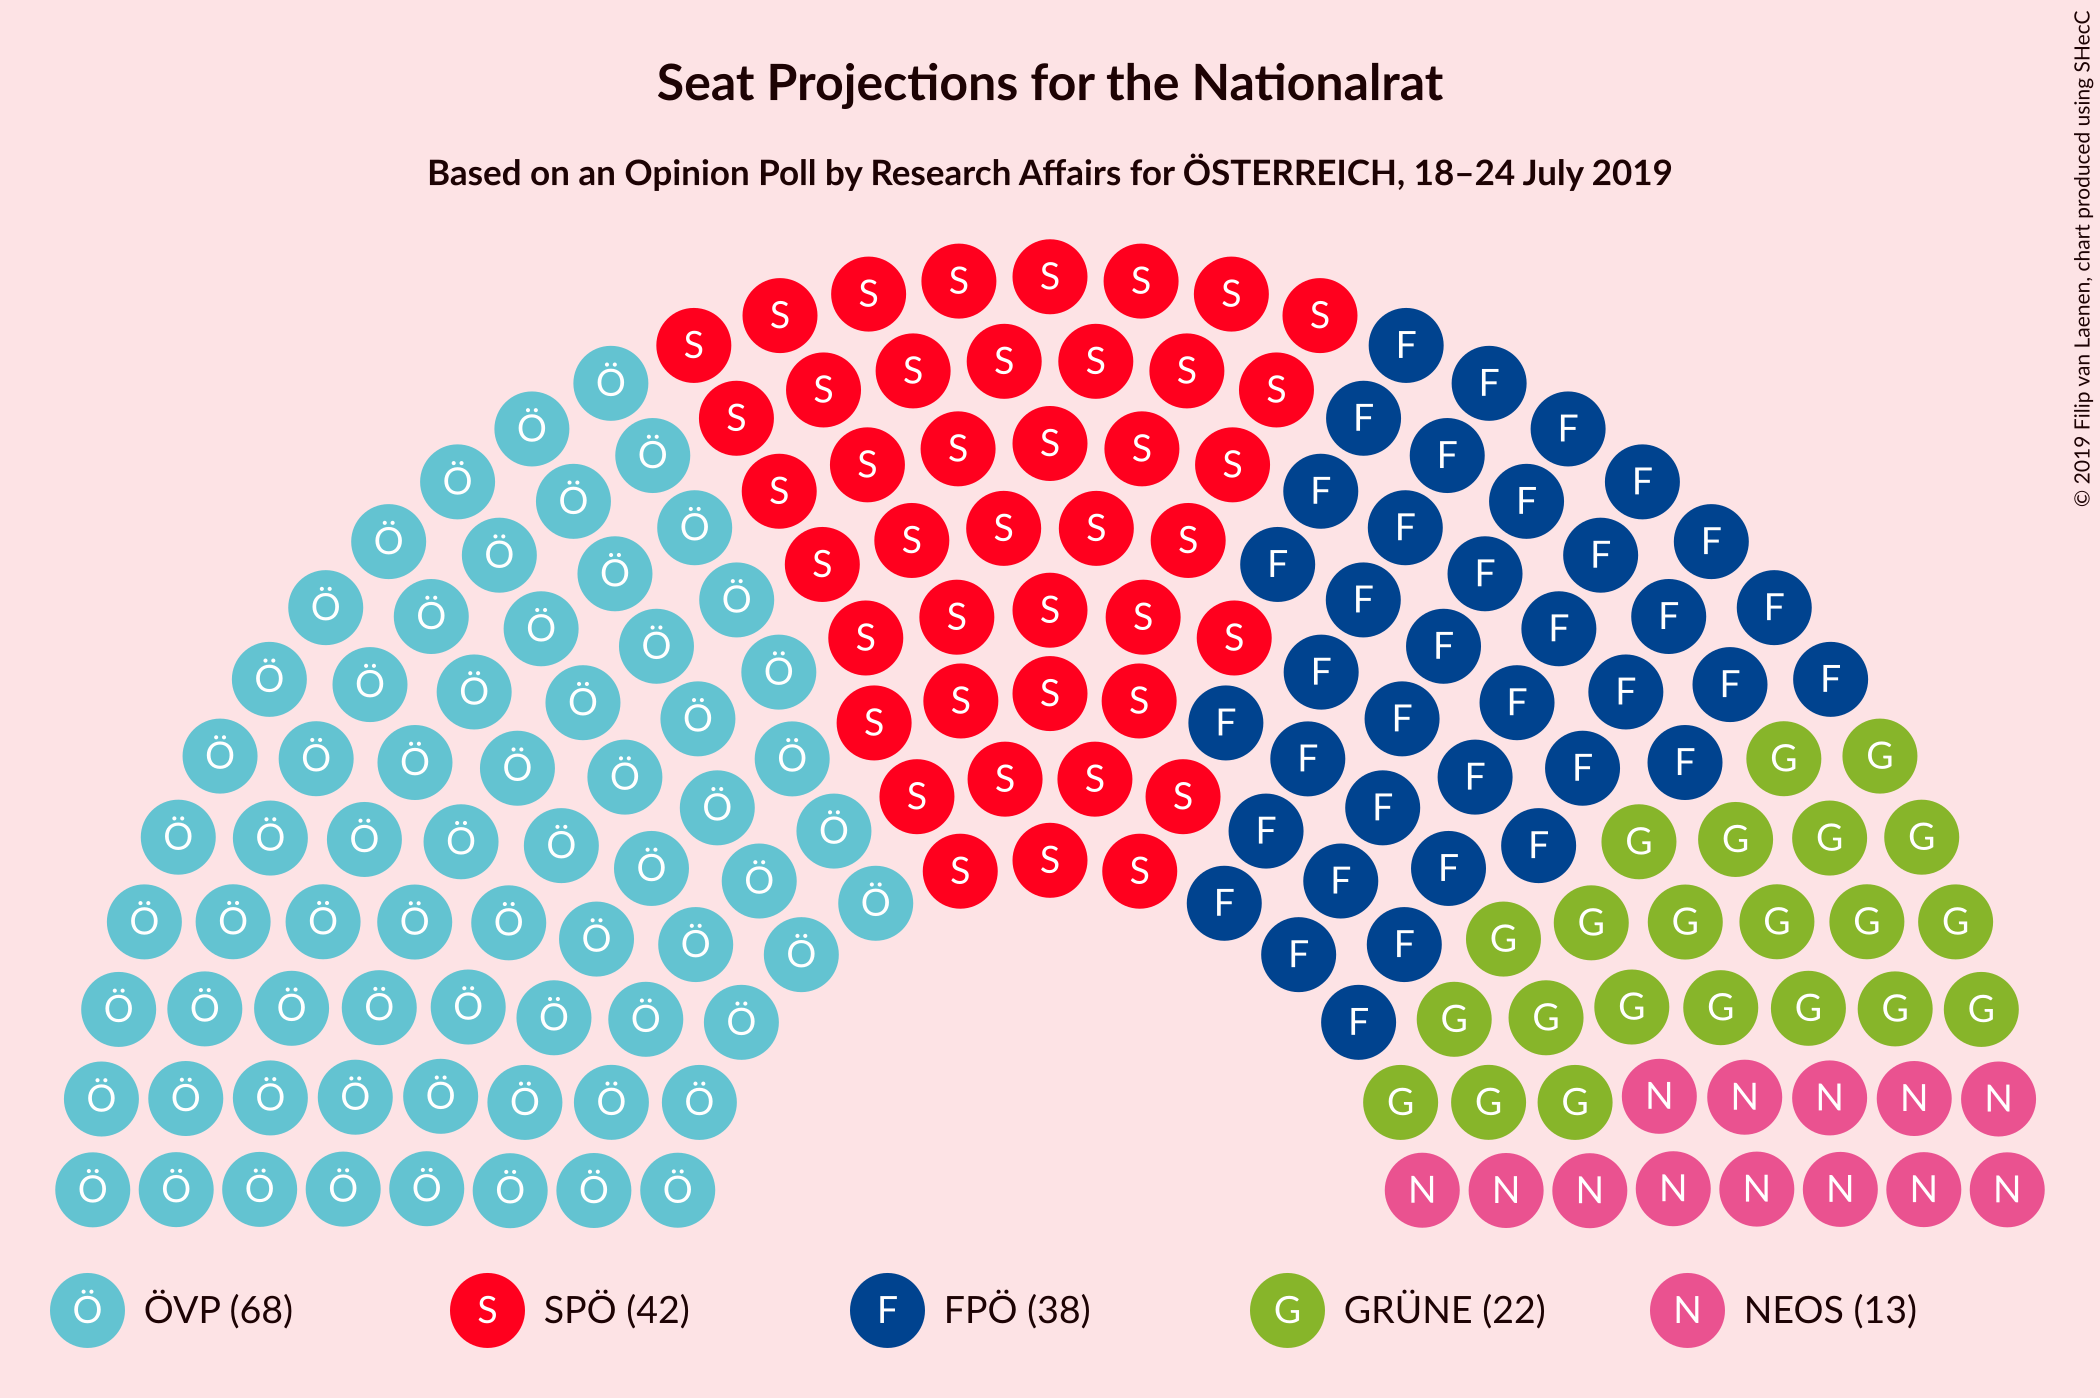 Seat Projections for the Nationalrat
Based on an Opinion Poll by Research Affairs for ÖSTERREICH, 18–24 July 2019
© 2019 Filip van Laenen, chart produced using SHecC
S S S S S S S S F F F
Ö S S S S S S S F F
Ö Ö Ö ÖVP (68)
S SPÖ (42)
F FPÖ (38)
G GRÜNE (22)
N NEOS (13)